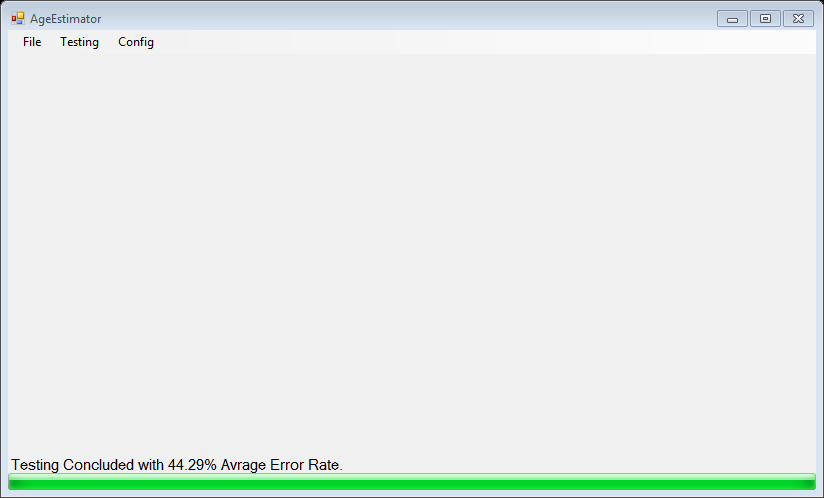 AgeEstimator
File Testing Config
Testing Concluded with 44.29% Avrage Error Rate.